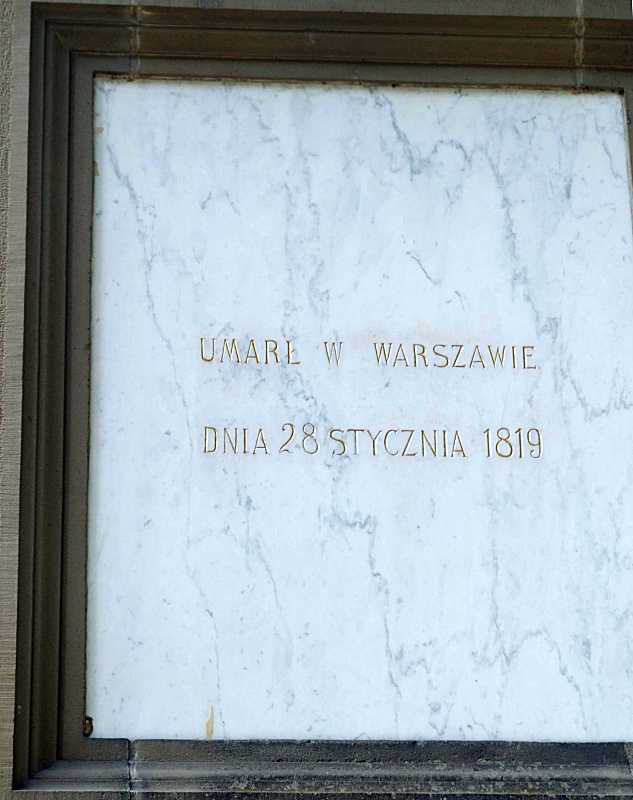 UMARŁ W WARSZAWIE
DNIA 28 STYCZNIA 1819